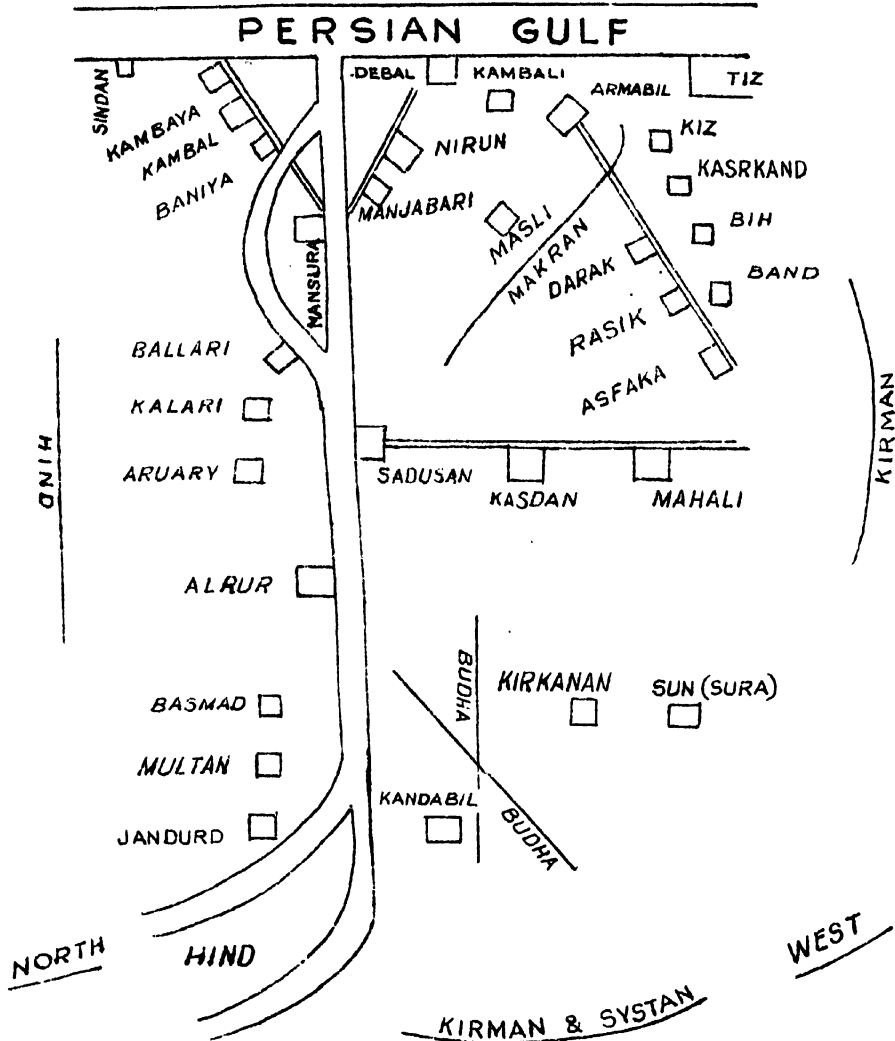 PERSIAN GULF
SINDAN
KAMBAYA
KAMBAL
BANIYA
DEBAL
KAMBALI
ARMABIL
TIZ
NIRUN
MANJABARI
KIZ
KASRKAND
MASLI
MAKRAN
DARAK
BIH
BAND
RASIK
ASFAKA
MANSURA
BALLARI
KALARI
ARUARY
HIND
KIRMAN
SADUSAN
KASDAN
MAHALI
ALRUR
BUDHA
KIRKANAN
SUN (SURA)
BASMAD
MULTAN
JANDURD
KANDABIL
BUDHA
NORTH
HIND
WEST
KIRMAN & SYSTAN